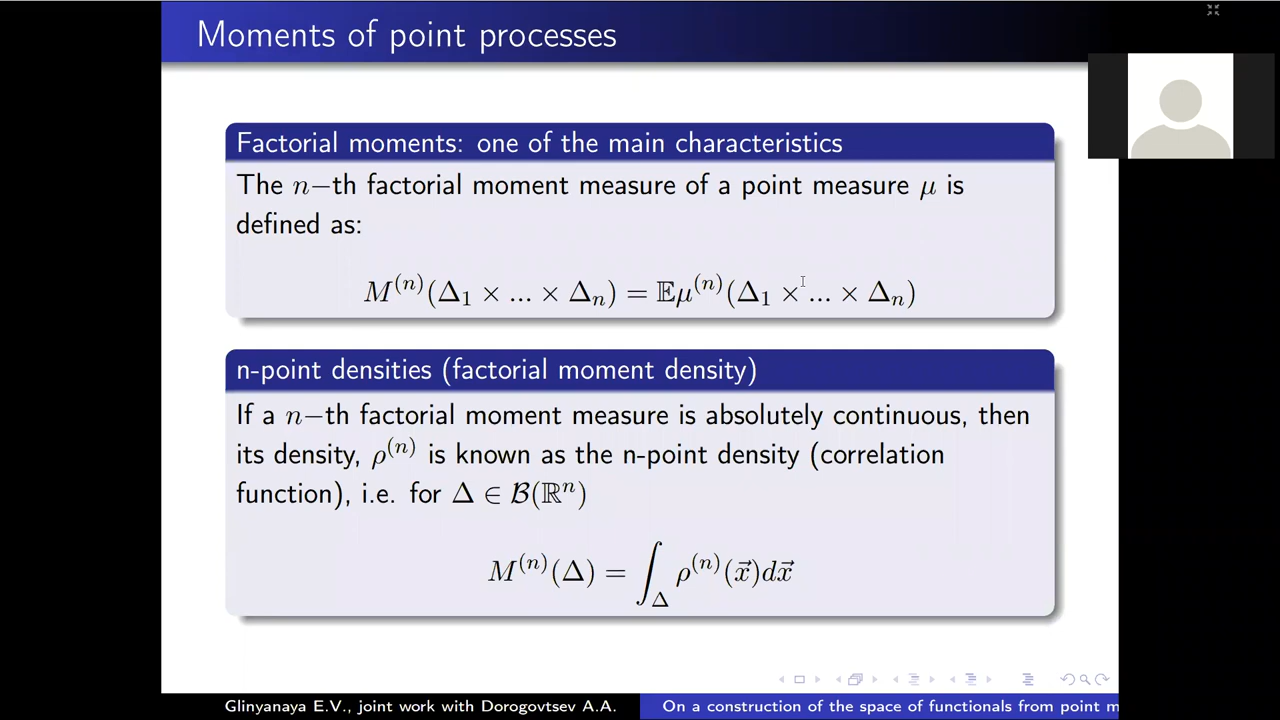 Moments of point processes
Factorial moments: one of the main characteristics
The n−th factorial moment measure of a point measure μ is
defined as:
M⁽ⁿ⁾(Δ₁ × ... × Δₙ) = 𝔼μ⁽ⁿ⁾(Δ₁ × ... × Δₙ)
n-point densities (factorial moment density)
If a n−th factorial moment measure is absolutely continuous, then
its density, ρ⁽ⁿ⁾ is known as the n-point density (correlation
function), i.e. for Δ ∈ 𝓑(ℝⁿ)
M⁽ⁿ⁾(Δ) = ∫_Δ ρ⁽ⁿ⁾(x⃗)dx⃗
Glinyanaya E.V., joint work with Dorogovtsev A.A.
On a construction of the space of functionals from point m